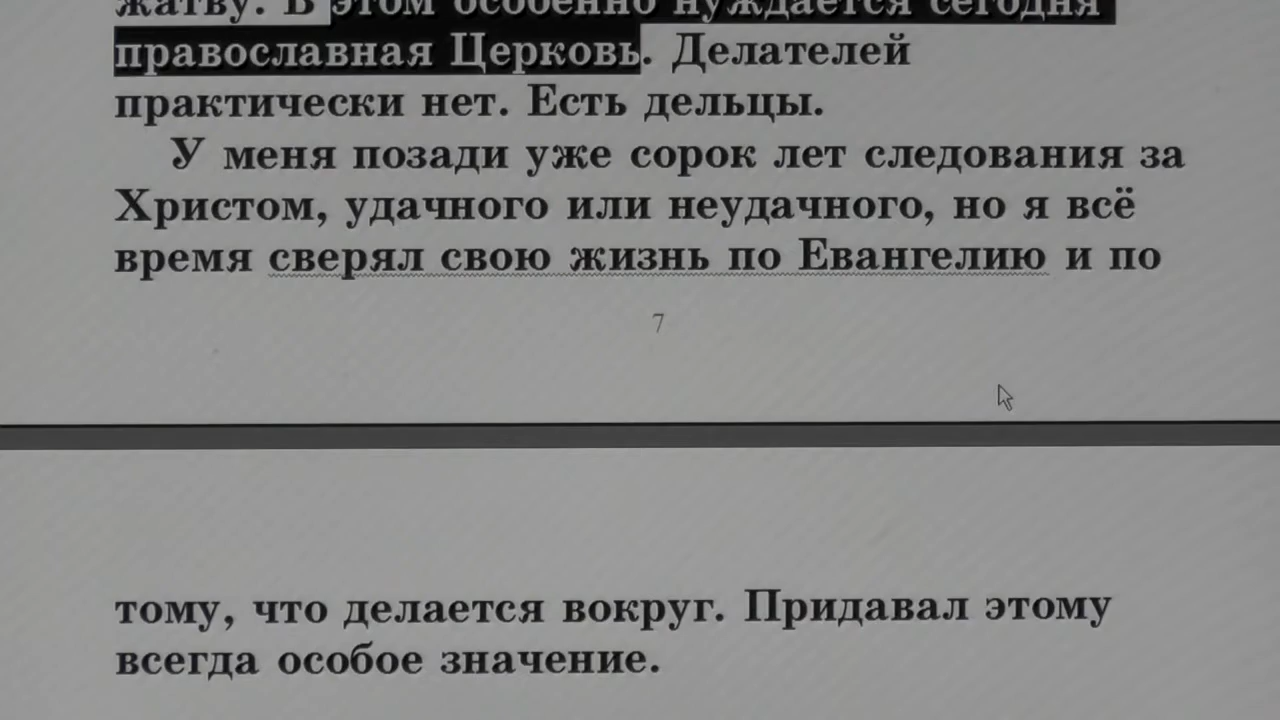 жатву. В этом особенно нуждается сегодня
православная Церковь. Делателей
практически нет. Есть дельцы.
У меня позади уже сорок лет следования за
Христом, удачного или неудачного, но я всё
время сверял свою жизнь по Евангелию и по
7
тому, что делается вокруг. Придавал этому
всегда особое значение.